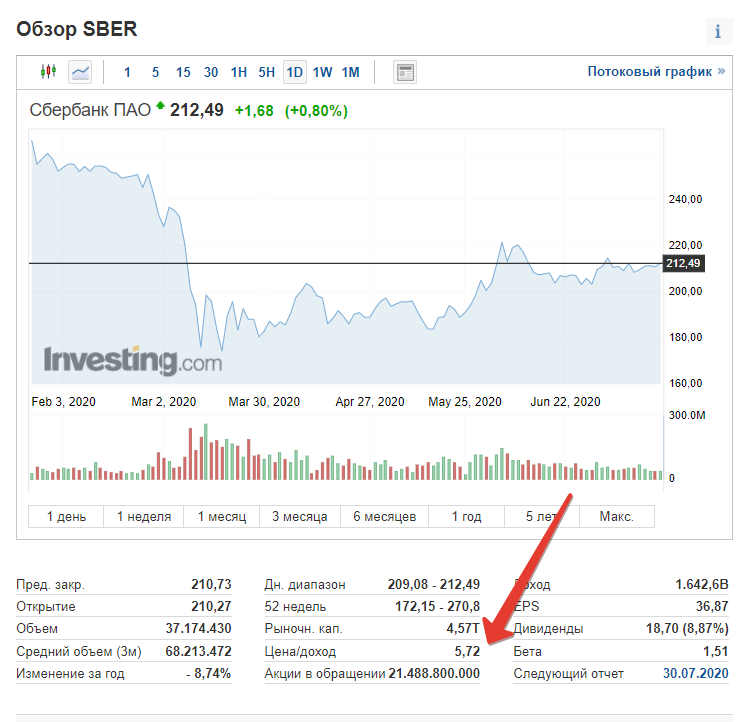 Обзор SBER
i
1 5 15 30 1H 5H 1D 1W 1M
Потоковый график »
Сбербанк ПАО 212,49 +1,68 (+0,80%)
240,00
220,00
212,49
200,00
180,00
160,00
Investing.com
Feb 3, 2020 Mar 2, 2020 Mar 30, 2020 Apr 27, 2020 May 25, 2020 Jun 22, 2020
300.0M
0
1 день 1 неделя 1 месяц 3 месяца 6 месяцев 1 год 5 лет Макс.
Пред. закр. 210,73 Дн. диапазон 209,08 - 212,49 Доход 1.642,6B
Открытие 210,27 52 недель 172,15 - 270,8 EPS 36,87
Объем 37.174.430 Рыночн. кап. 4,57T Дивиденды 18,70 (8,87%)
Средний объем (3м) 68.213.472 Цена/доход 5,72 Бета 1,51
Изменение за год - 8,74% Акции в обращении 21.488.800.000 Следующий отчет 30.07.2020